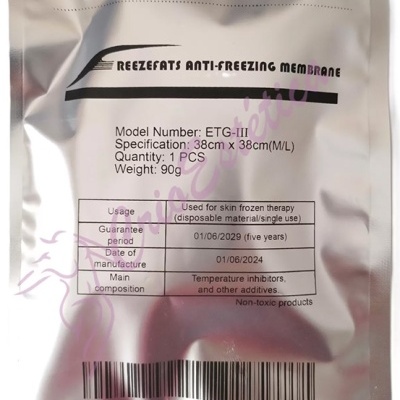 FREEZEFATS ANTI-FREEZING MEMBRANE
Model Number: ETG-III
Specification: 38cm x 38cm(M/L)
Quantity: 1 PCS
Weight: 90g
Usage
Used for skin frozen therapy
(disposable material/single use)
Guarantee
period
01/06/2029 (five years)
Date of
manufacture
01/06/2024
Main
composition
Temperature inhibitors,
and other additives.
Non-toxic products